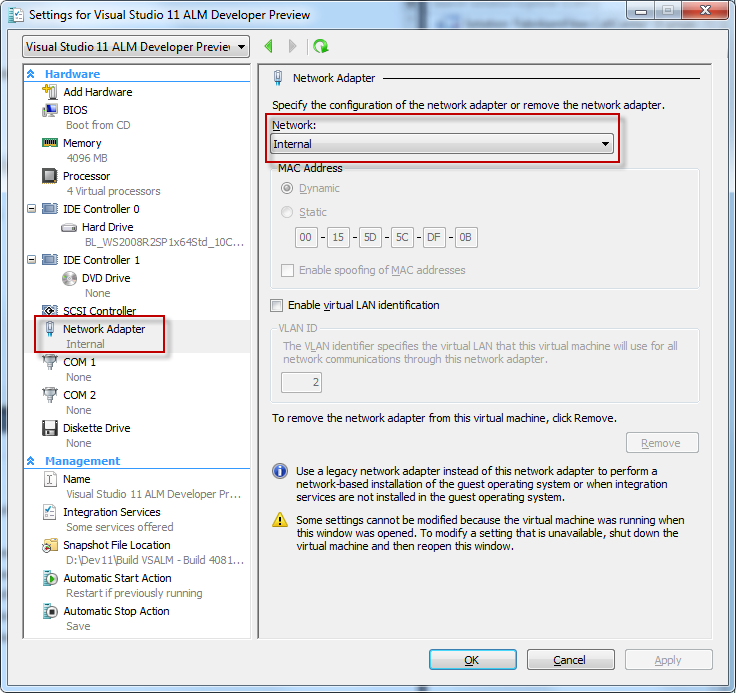 Settings for Visual Studio 11 ALM Developer Preview
Visual Studio 11 ALM Developer Preview
Hardware
Add Hardware
BIOS
Boot from CD
Memory
4096 MB
Processor
4 Virtual processors
IDE Controller 0
Hard Drive
BL_WS2008R2SP1x64Std_10C...
IDE Controller 1
DVD Drive
None
SCSI Controller
Network Adapter
Internal
COM 1
None
COM 2
None
Diskette Drive
None
Management
Name
Visual Studio 11 ALM Developer Pr...
Integration Services
Some services offered
Snapshot File Location
D:\Dev11\Build VSALM - Build 4081...
Automatic Start Action
Restart if previously running
Automatic Stop Action
Save
Network Adapter
Specify the configuration of the network adapter or remove the network adapter.
Network:
Internal
MAC Address
Dynamic
Static
00 - 15 - 5D - 5C - DF - 0B
Enable spoofing of MAC addresses
Enable virtual LAN identification
VLAN ID
The VLAN identifier specifies the virtual LAN that this virtual machine will use for all
network communications through this network adapter.
2
To remove the network adapter from this virtual machine, click Remove.
Remove
Use a legacy network adapter instead of this network adapter to perform a
network-based installation of the guest operating system or when integration
services are not installed in the guest operating system.
Some settings cannot be modified because the virtual machine was running when
this window was opened. To modify a setting that is unavailable, shut down the
virtual machine and then reopen this window.
OK
Cancel
Apply